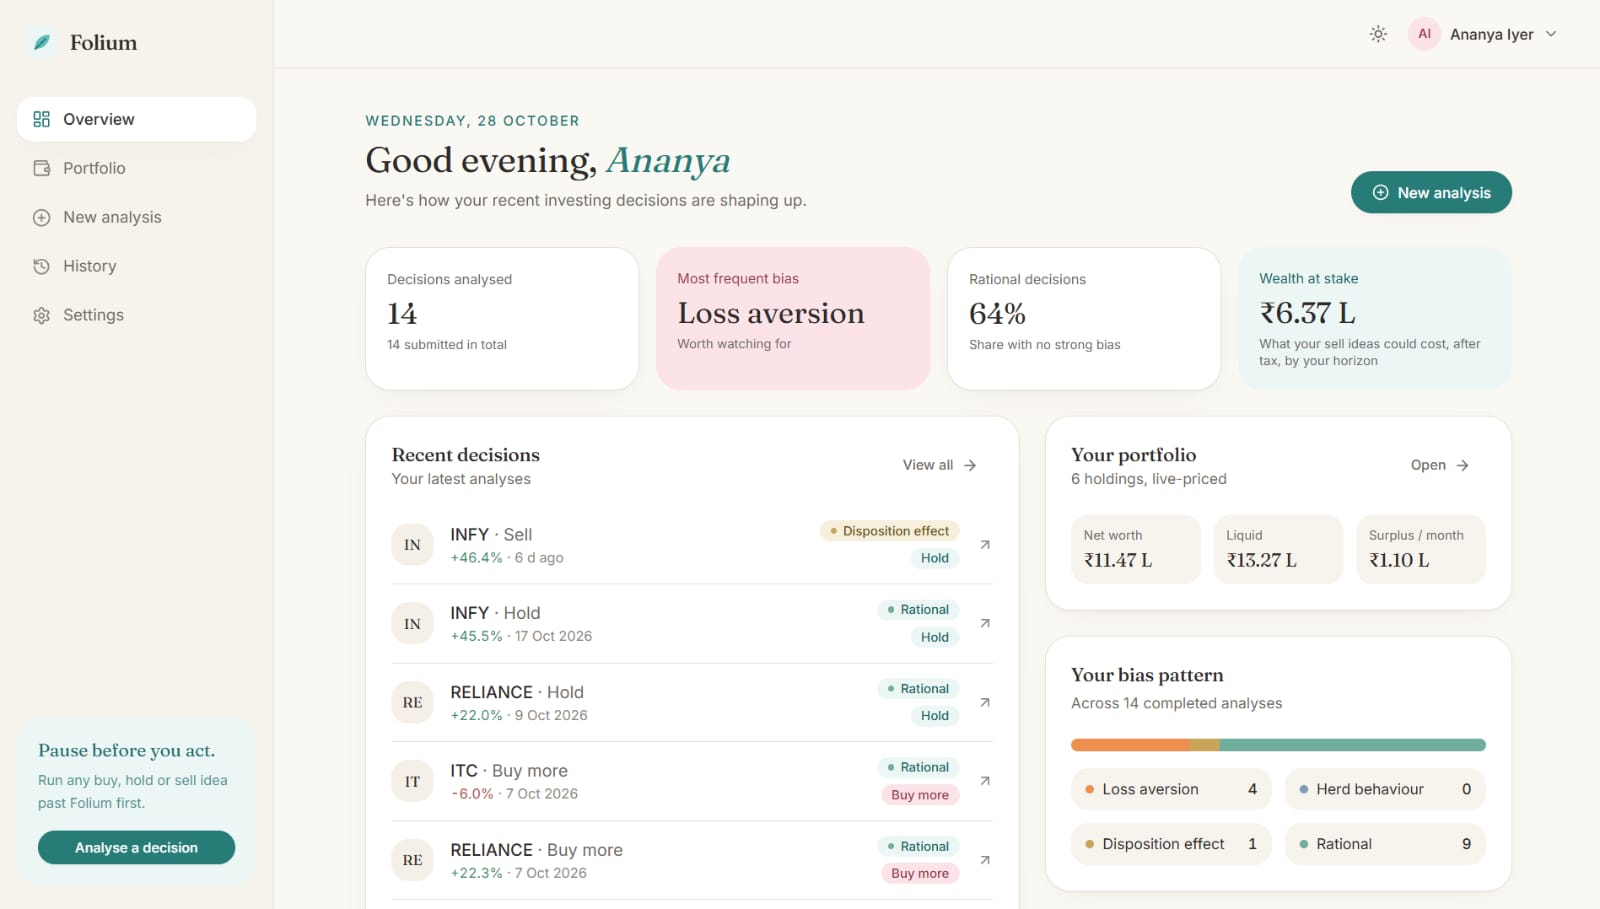 Folium
Overview
Portfolio
New analysis
History
Settings
Pause before you act.
Run any buy, hold or sell idea
past Folium first.
Analyse a decision
AI
Ananya Iyer
WEDNESDAY, 28 OCTOBER
Good evening, Ananya
Here's how your recent investing decisions are shaping up.
New analysis
Decisions analysed
14
14 submitted in total
Most frequent bias
Loss aversion
Worth watching for
Rational decisions
64%
Share with no strong bias
Wealth at stake
₹6.37 L
What your sell ideas could cost, after
tax, by your horizon
Recent decisions
Your latest analyses
View all
IN
INFY · Sell
+46.4% · 6 d ago
Disposition effect
Hold
IN
INFY · Hold
+45.5% · 17 Oct 2026
Rational
Hold
RE
RELIANCE · Hold
+22.0% · 9 Oct 2026
Rational
Hold
IT
ITC · Buy more
-6.0% · 7 Oct 2026
Rational
Buy more
RE
RELIANCE · Buy more
+22.3% · 7 Oct 2026
Rational
Buy more
Your portfolio
6 holdings, live-priced
Open
Net worth
₹11.47 L
Liquid
₹13.27 L
Surplus / month
₹1.10 L
Your bias pattern
Across 14 completed analyses
Loss aversion 4
Herd behaviour 0
Disposition effect 1
Rational 9